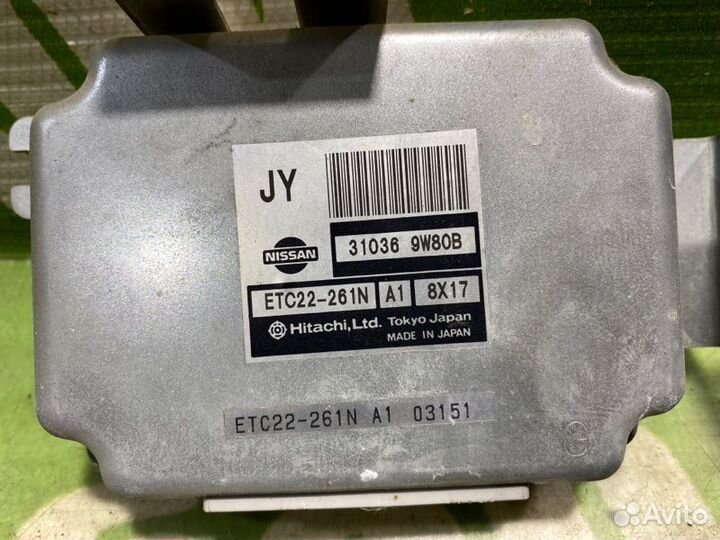 JY
NISSAN
31036 9W80B
ETC22-261N A1 8X17
Hitachi,Ltd. Tokyo Japan
MADE IN JAPAN
ETC22-261N A1 03151
G
Avito